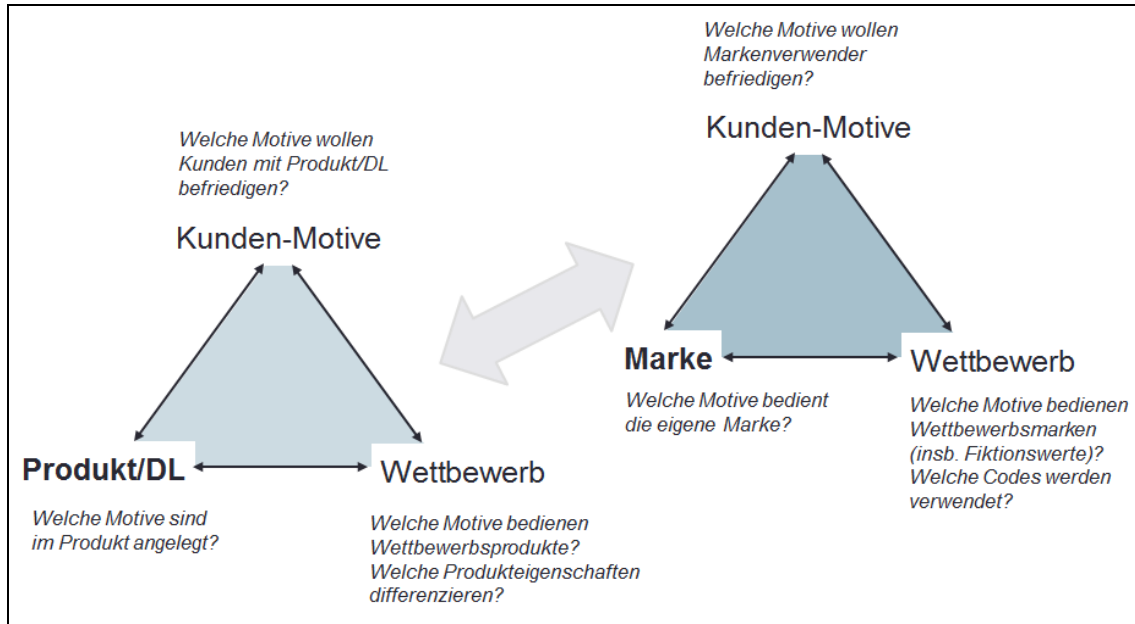 Welche Motive wollen
Kunden mit Produkt/DL
befriedigen?
Kunden-Motive
Produkt/DL
Welche Motive sind
im Produkt angelegt?
Wettbewerb
Welche Motive bedienen
Wettbewerbsprodukte?
Welche Produkteigenschaften
differenzieren?
Welche Motive wollen
Markenverwender
befriedigen?
Kunden-Motive
Marke
Welche Motive bedient
die eigene Marke?
Wettbewerb
Welche Motive bedienen
Wettbewerbsmarken
(insb. Fiktionswerte)?
Welche Codes werden
verwendet?